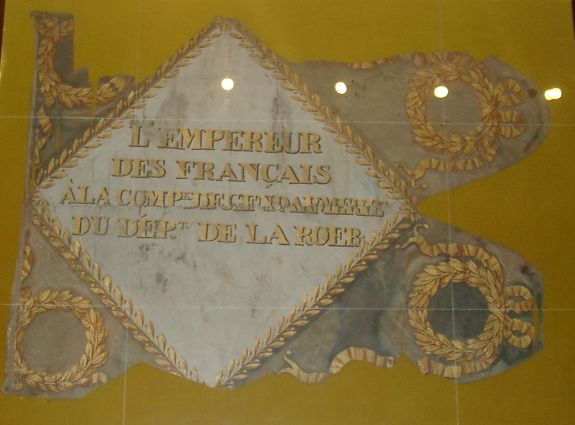 L'EMPEREUR
DES FRANÇAIS
À LA COMP.IE DE GENDARMERIE
DU DÉP.T DE LA ROER